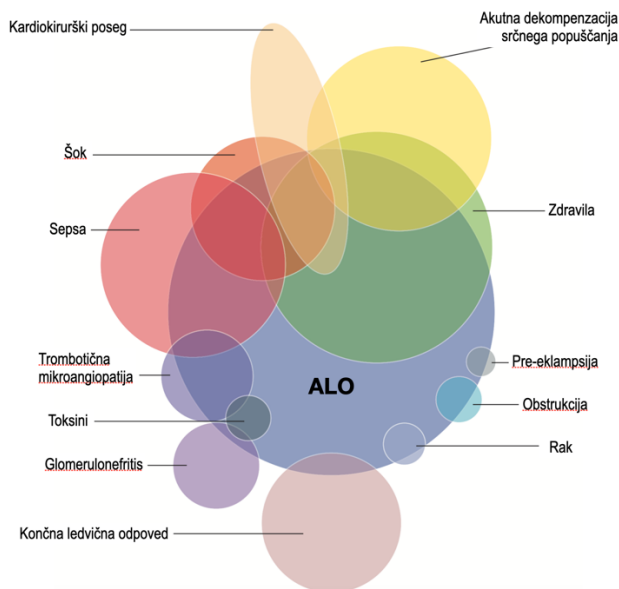 Kardiokirurški poseg
Akutna dekompenzacija
srčnega popuščanja
Šok
Sepsa
Zdravila
Trombotična
mikroangiopatija
Pre-eklampsija
ALO
Toksini
Obstrukcija
Glomerulonefritis
Rak
Končna ledvična odpoved